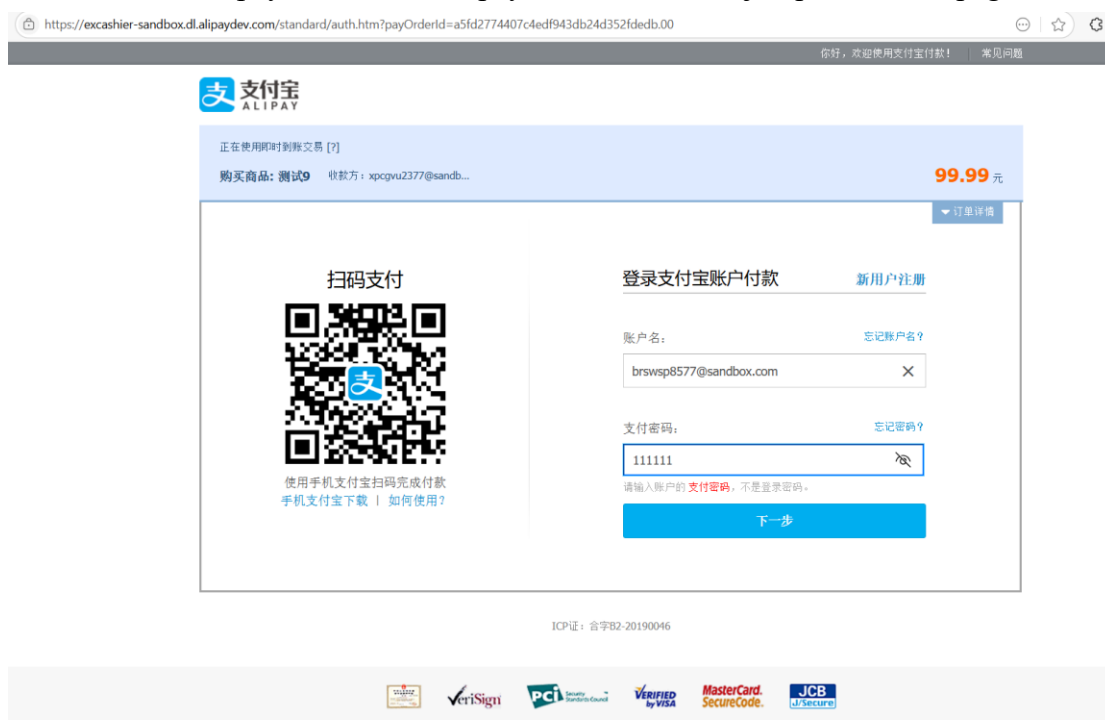 https://excashier-sandbox.dl.alipaydev.com/standard/auth.htm?payOrderId=a5fd2774407c4edf943db24d352fdedb.00
你好，欢迎使用支付宝付款！ 常见问题
支 支付宝
ALIPAY
正在使用即时到账交易 [?]
购买商品: 测试9 收款方：xpcgvu2377@sandb...
99.99 元
订单详情
扫码支付
支
使用手机支付宝扫码完成付款
手机支付宝下载 | 如何使用?
登录支付宝账户付款 新用户注册
账户名： 忘记账户名?
brswsp8577@sandbox.com
支付密码： 忘记密码?
111111
请输入账户的 支付密码，不是登录密码。
下一步
ICP证：合字B2-20190046
VeriSign
PCI Security Standards Council
VERIFIED by VISA
MasterCard. SecureCode.
JCB J/Secure